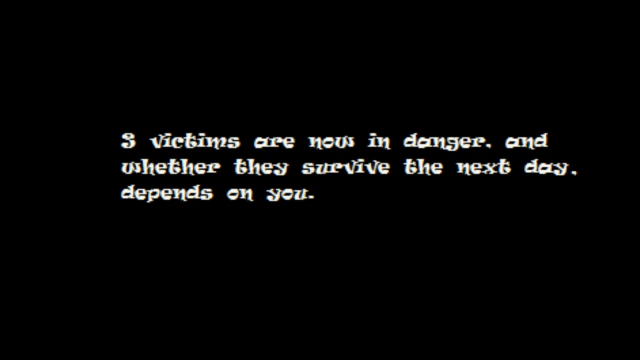 3 victims are now in danger. and
whether they survive the next day,
depends on you.